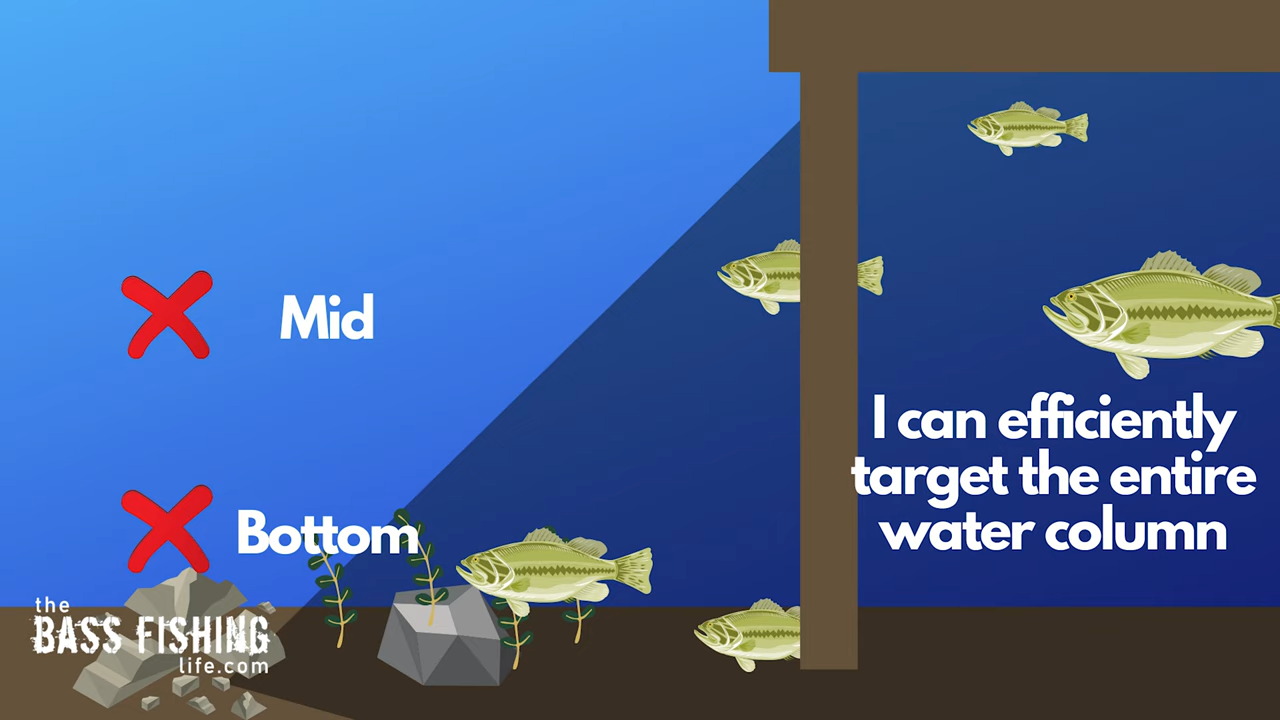 Mid
Bottom
I can efficiently
target the entire
water column
the
BASS FISHING
life.com